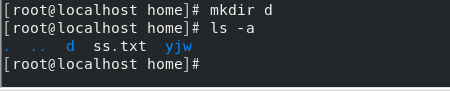 [root@localhost home]# mkdir d
[root@localhost home]# ls -a
.  ..  d  ss.txt  yjw
[root@localhost home]#